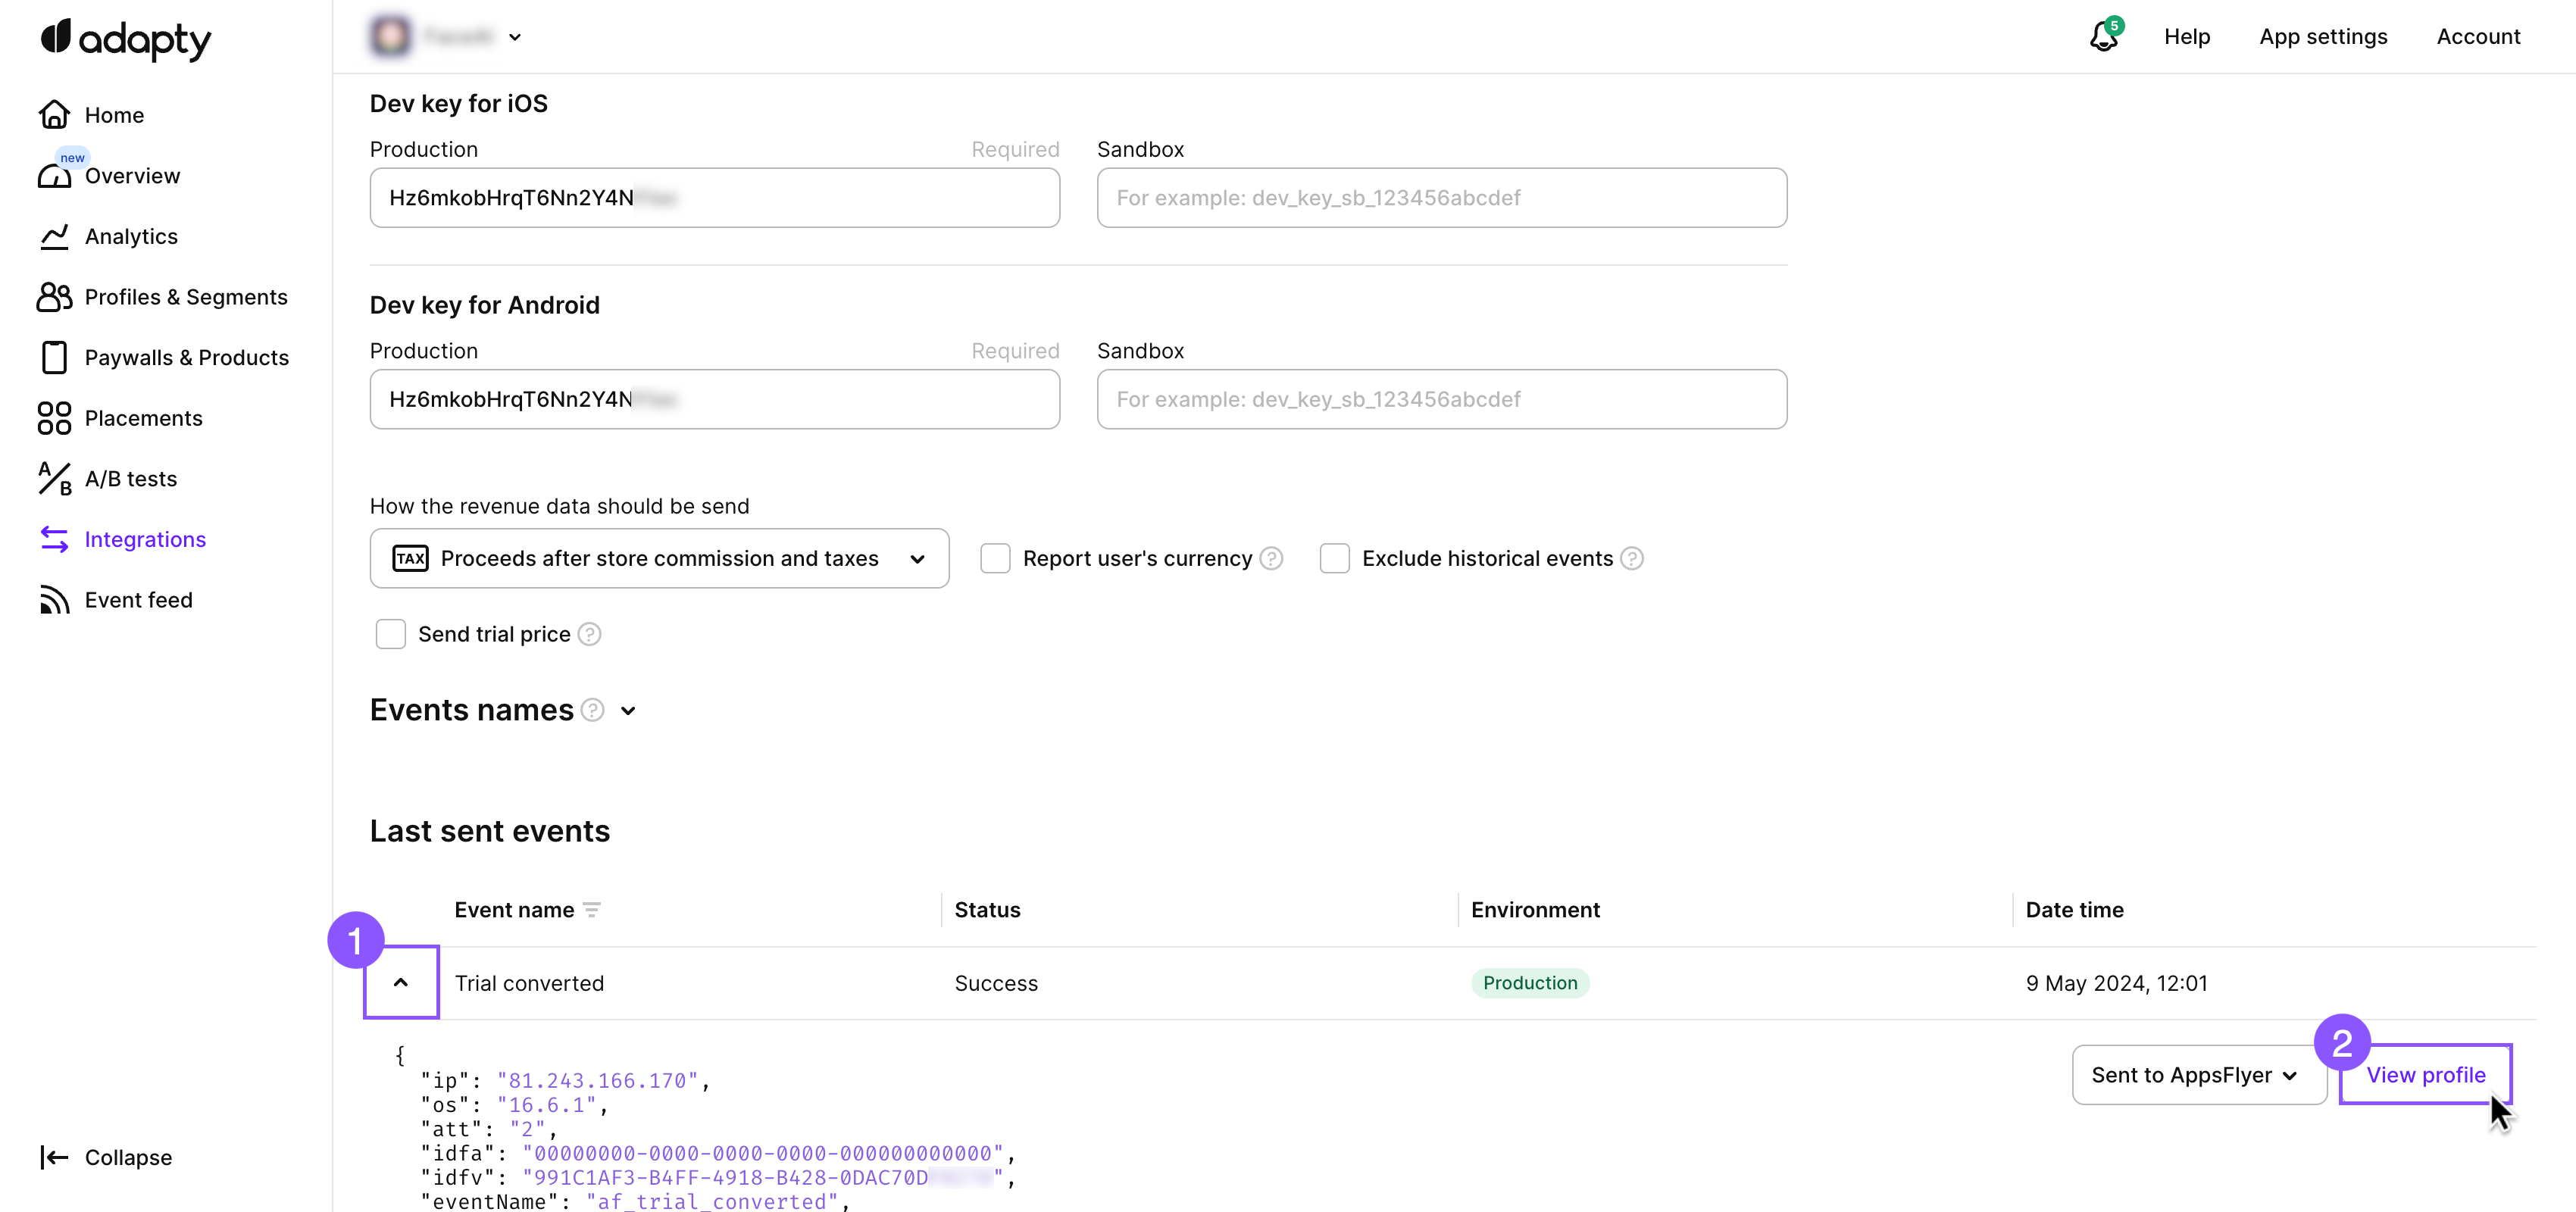 adapty
5
Help
App settings
Account
Home
new
Overview
Analytics
Profiles & Segments
Paywalls & Products
Placements
A/B tests
Integrations
Event feed
Collapse
Dev key for iOS
Production Required
Hz6mkobHrqT6Nn2Y4N
Sandbox
For example: dev_key_sb_123456abcdef
Dev key for Android
Production Required
Hz6mkobHrqT6Nn2Y4N
Sandbox
For example: dev_key_sb_123456abcdef
How the revenue data should be send
TAX Proceeds after store commission and taxes
Report user's currency ?
Exclude historical events ?
Send trial price ?
Events names ?
Last sent events
Event name Status Environment Date time
1
Trial converted Success Production 9 May 2024, 12:01
2
Sent to AppsFlyer
View profile
{
"ip": "81.243.166.170",
"os": "16.6.1",
"att": "2",
"idfa": "00000000-0000-0000-0000-000000000000",
"idfv": "991C1AF3-B4FF-4918-B428-0DAC70D",
"eventName": "af_trial_converted",